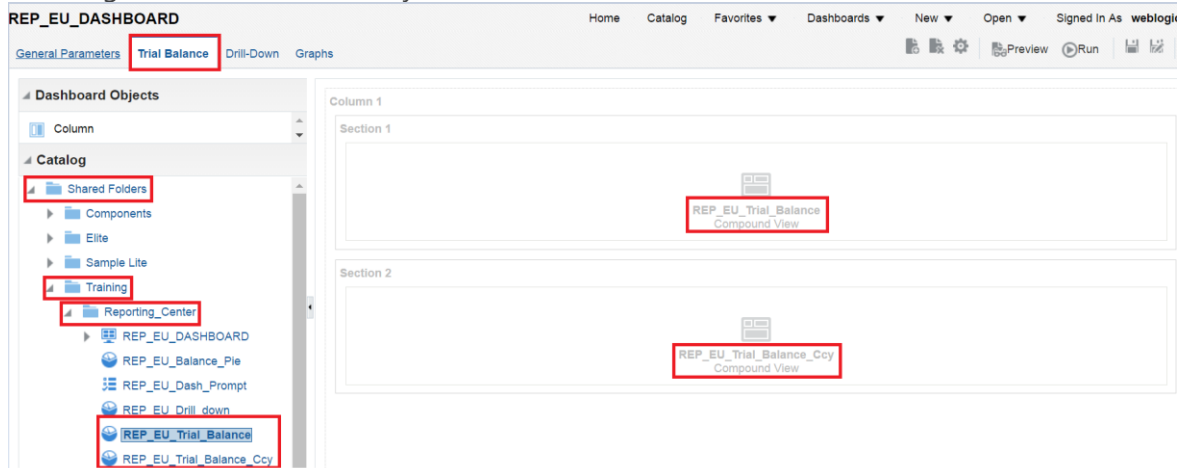 REP_EU_DASHBOARD
Home Catalog Favorites ▼ Dashboards ▼ New ▼ Open ▼ Signed In As weblogic
General Parameters Trial Balance Drill-Down Graphs
Preview Run
Dashboard Objects
Column
Catalog
Shared Folders
Components
Elite
Sample Lite
Training
Reporting_Center
REP_EU_DASHBOARD
REP_EU_Balance_Pie
REP_EU_Dash_Prompt
REP_EU_Drill_down
REP_EU_Trial_Balance
REP_EU_Trial_Balance_Ccy
Column 1
Section 1
REP_EU_Trial_Balance
Compound View
Section 2
REP_EU_Trial_Balance_Ccy
Compound View